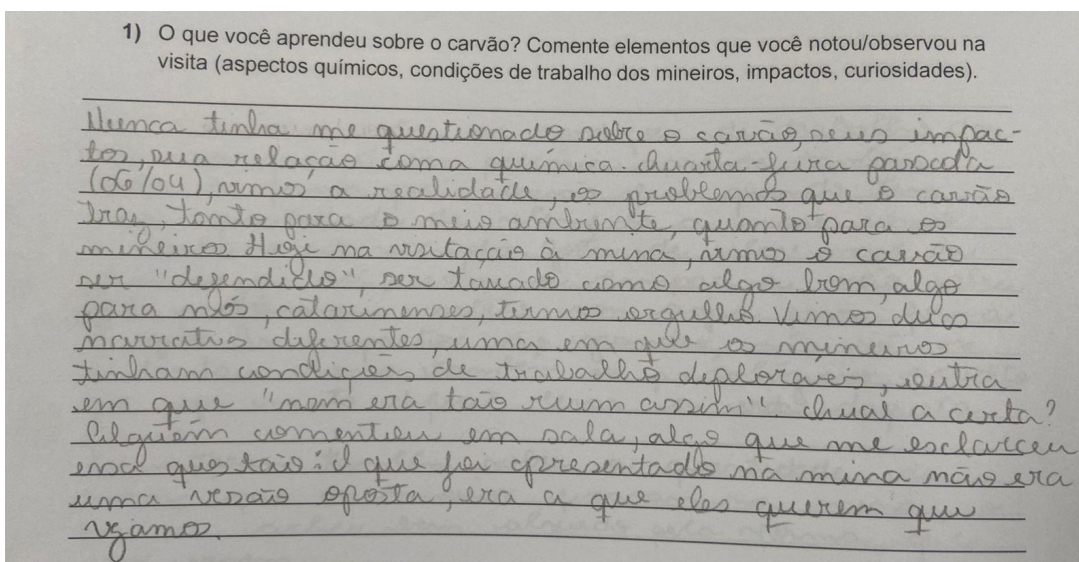 1) O que você aprendeu sobre o carvão? Comente elementos que você notou/observou na
visita (aspectos químicos, condições de trabalho dos mineiros, impactos, curiosidades).
Nunca tinha me questionado sobre o carvão, seus impac-
tos, sua relação com a química. Quarta-feira passada
(06/04), vimos a realidade, os problemas que o carvão
traz, tanto para o meio ambiente, quanto para os
mineiros. Hoje na visitação à mina, vimos o carvão
ser "defendido", ser taxado como algo bom, algo
para nós, catarinenses, termos orgulho. Vimos duas
narrativas diferentes, uma em que os mineiros
tinham condições de trabalho deploráveis, outra
em que "nem era tão ruim assim". Qual a certa?
Alguém comentou em sala, algo que me esclareceu
essa questão: O que foi apresentado na mina não era
uma versão oposta, era a que eles querem que
vejamos.